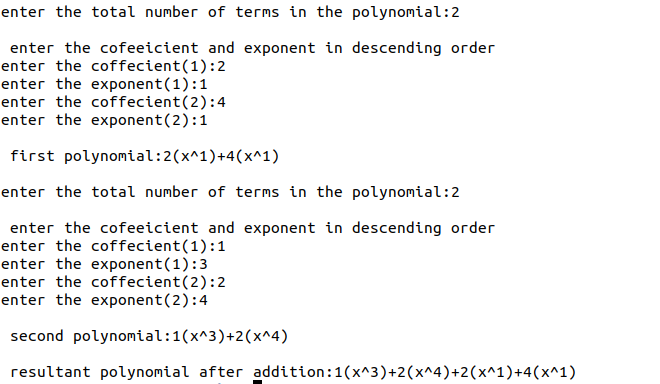 enter the total number of terms in the polynomial:2
enter the cofeeicient and exponent in descending order
enter the coffecient(1):2
enter the exponent(1):1
enter the coffecient(2):4
enter the exponent(2):1
first polynomial:2(x^1)+4(x^1)
enter the total number of terms in the polynomial:2
enter the cofeeicient and exponent in descending order
enter the coffecient(1):1
enter the exponent(1):3
enter the coffecient(2):2
enter the exponent(2):4
second polynomial:1(x^3)+2(x^4)
resultant polynomial after addition:1(x^3)+2(x^4)+2(x^1)+4(x^1)